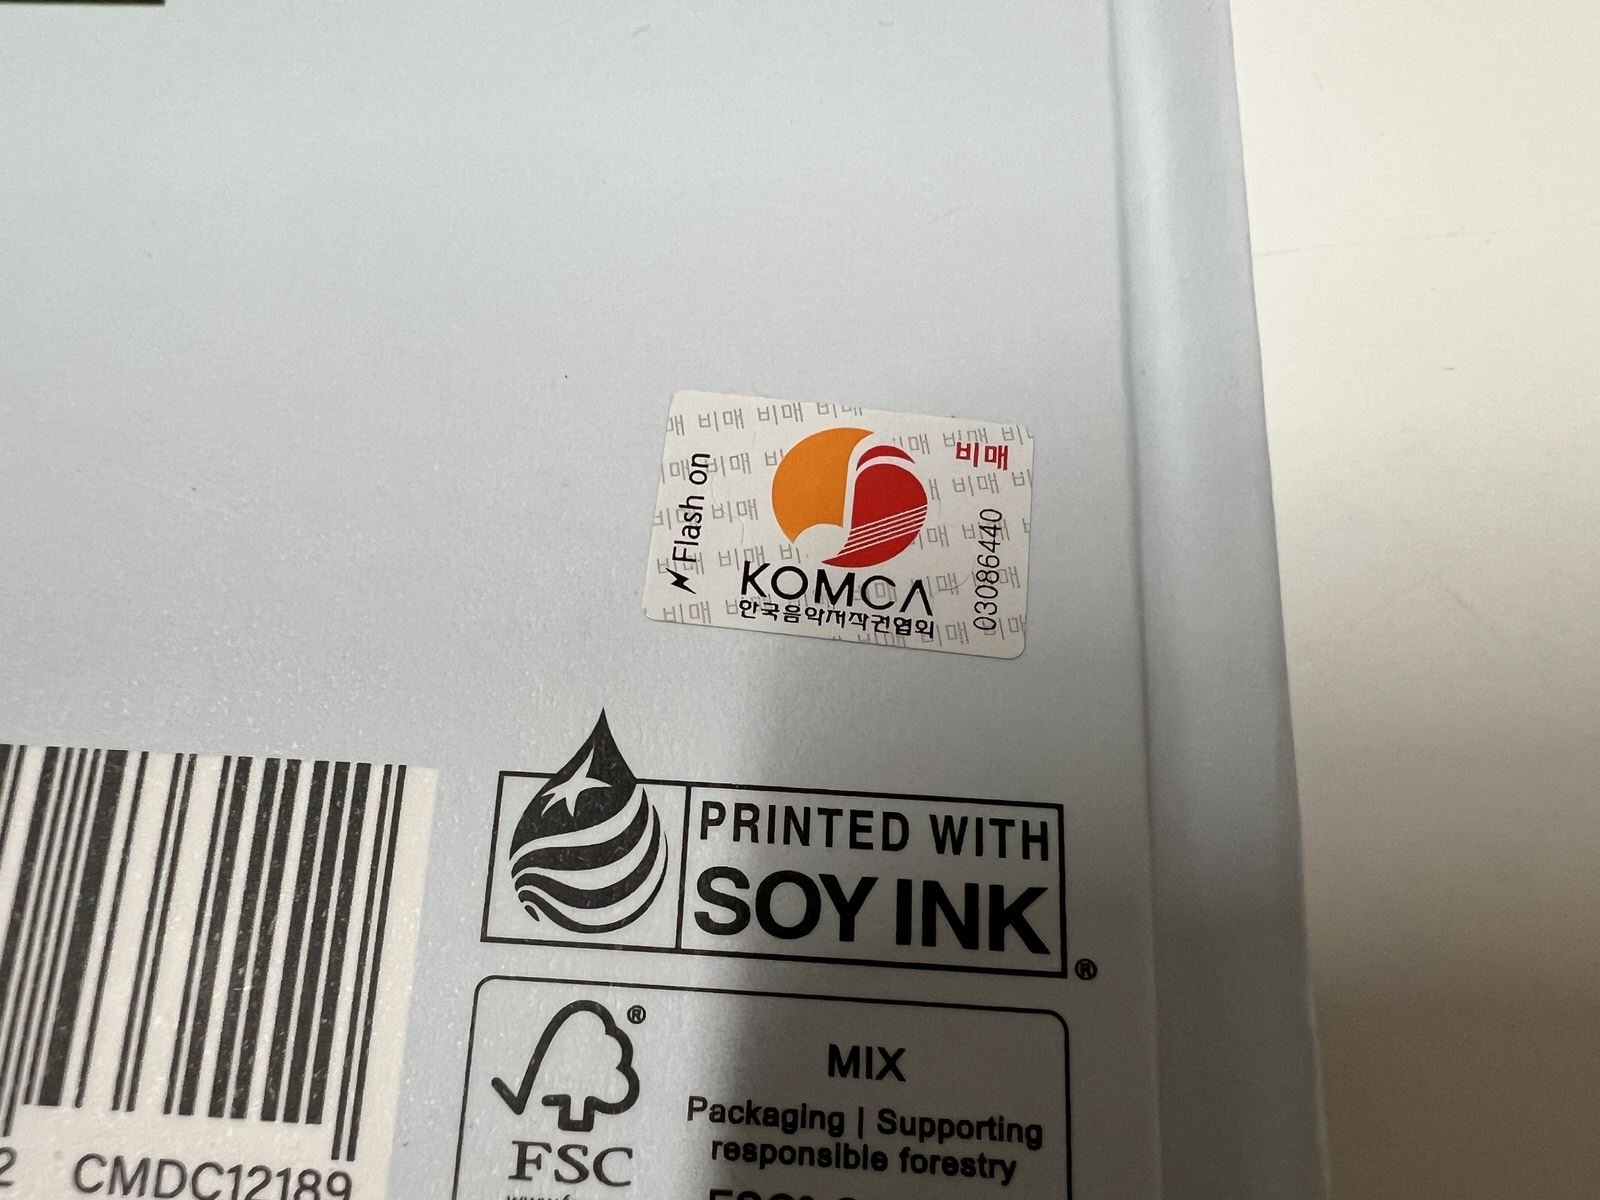 비매 비매 비매
Flash on
비매
KOMCA
한국음악저작권협회
03086440
PRINTED WITH
SOY INK
®
®
FSC
MIX
Packaging | Supporting
responsible forestry
2 CMDC12189